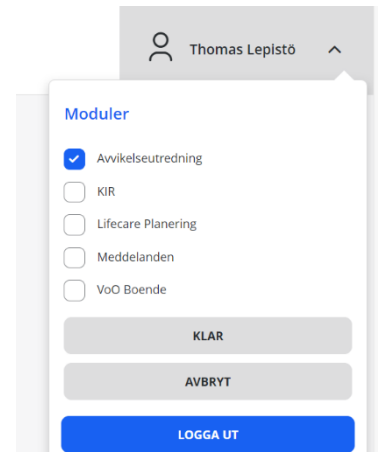 Thomas Lepistö
Moduler
Avvikelseutredning
KIR
Lifecare Planering
Meddelanden
VoO Boende
KLAR
AVBRYT
LOGGA UT